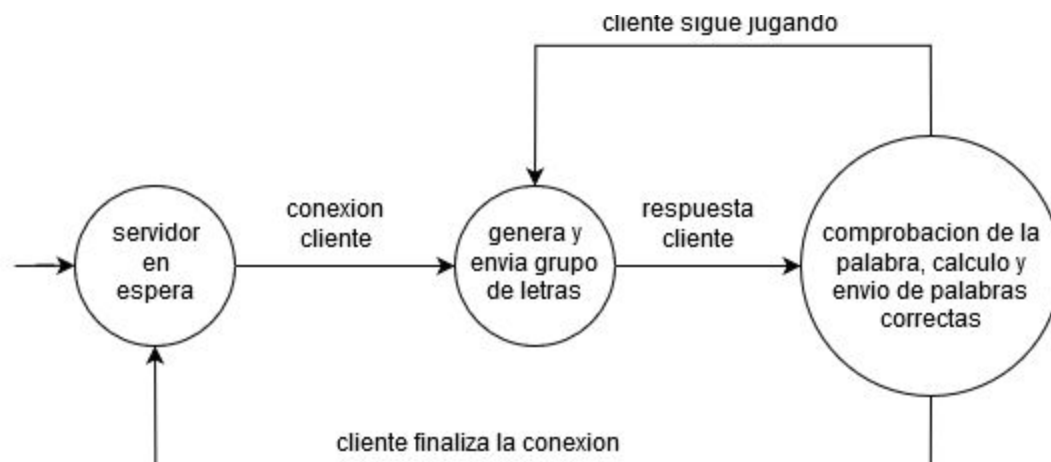 cliente sigue jugando
servidor
en
espera
conexion
cliente
genera y
envia grupo
de letras
respuesta
cliente
comprobacion de la
palabra, calculo y
envio de palabras
correctas
cliente finaliza la conexion